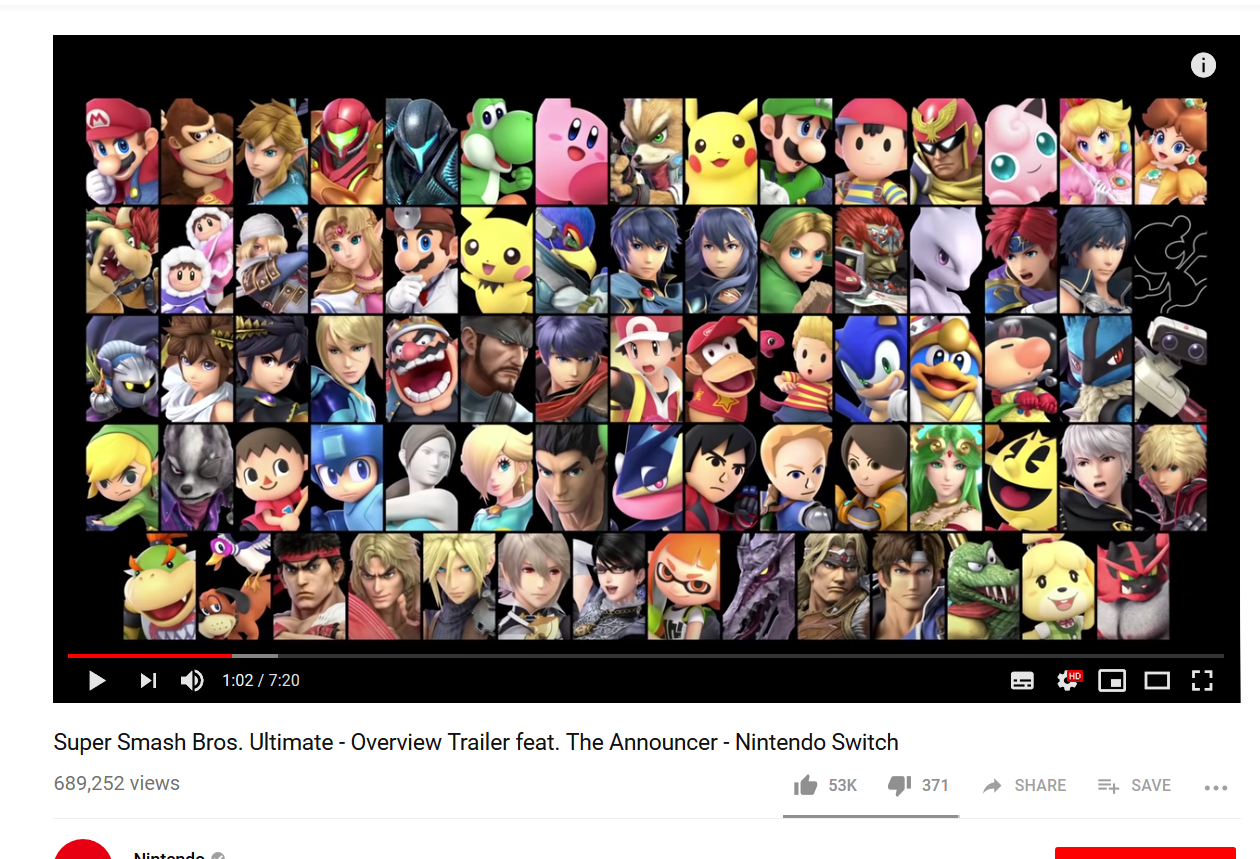 1:02 / 7:20
HD
Super Smash Bros. Ultimate - Overview Trailer feat. The Announcer - Nintendo Switch
689,252 views
53K
371
SHARE
SAVE
Nintendo